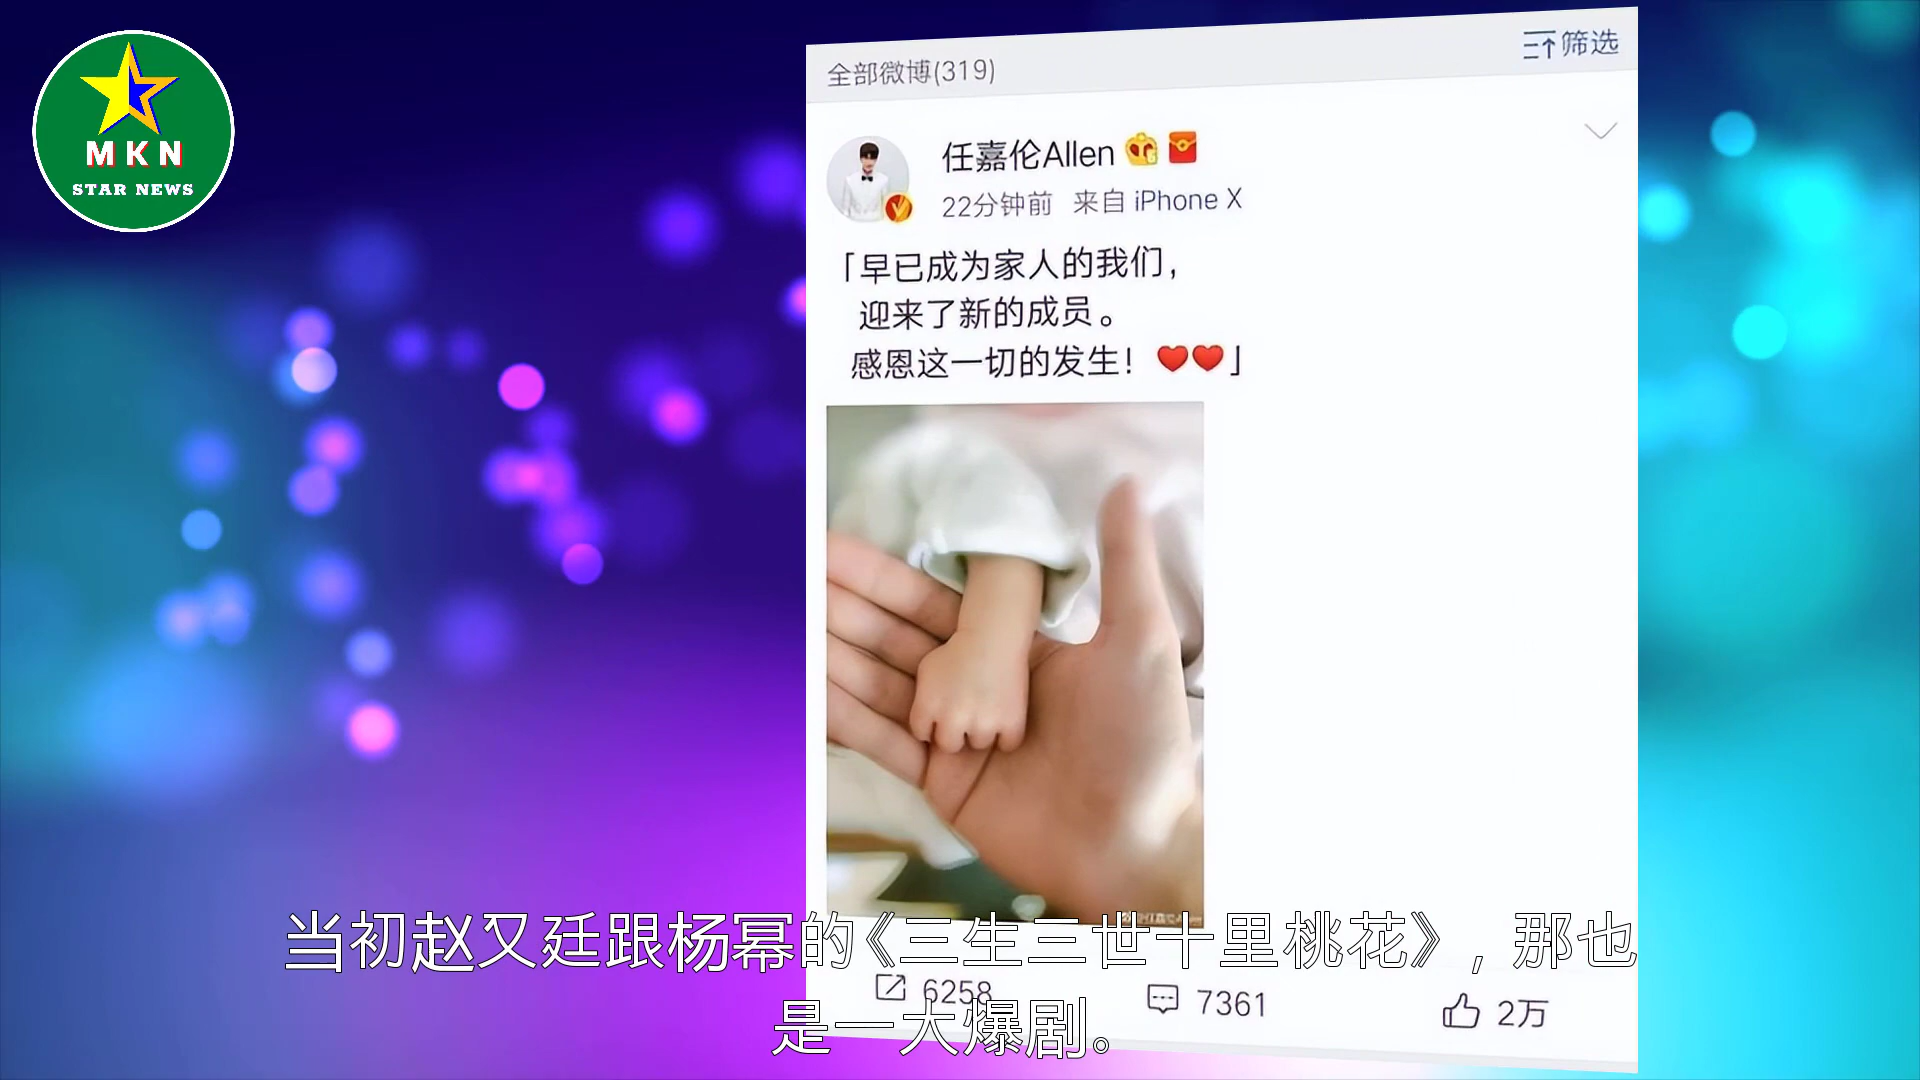 MKN
STAR NEWS
全部微博(319)
筛选
任嘉伦Allen
22分钟前 来自 iPhone X
「早已成为家人的我们，
迎来了新的成员。
感恩这一切的发生！❤❤」
6258
7361
2万
当初赵又廷跟杨幂的《三生三世十里桃花》，那也
是一大爆剧。